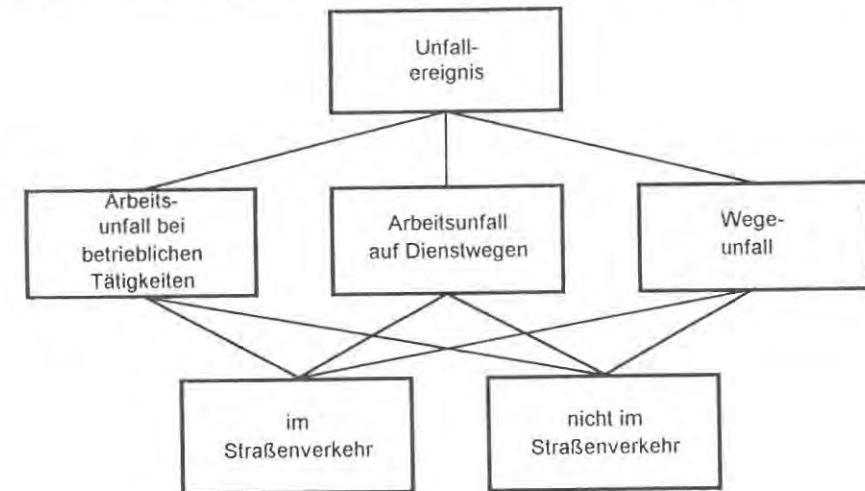 Unfall-
ereignis
Arbeits-
unfall bei
betrieblichen
Tätigkeiten
Arbeitsunfall
auf Dienstwegen
Wege-
unfall
im
Straßenverkehr
nicht im
Straßenverkehr